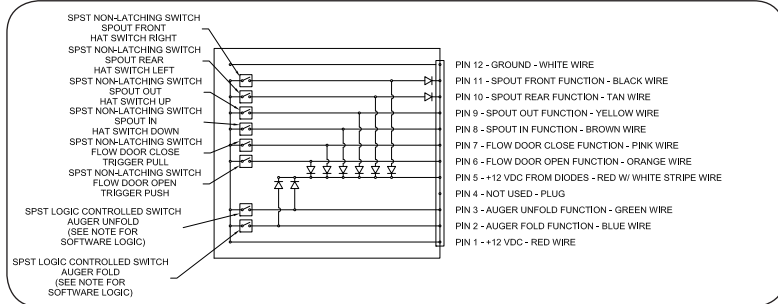 SPST NON-LATCHING SWITCH
SPOUT FRONT
HAT SWITCH RIGHT
SPST NON-LATCHING SWITCH
SPOUT REAR
HAT SWITCH LEFT
SPST NON-LATCHING SWITCH
SPOUT OUT
HAT SWITCH UP
SPST NON-LATCHING SWITCH
SPOUT IN
HAT SWITCH DOWN
SPST NON-LATCHING SWITCH
FLOW DOOR CLOSE
TRIGGER PULL
SPST NON-LATCHING SWITCH
FLOW DOOR OPEN
TRIGGER PUSH
SPST LOGIC CONTROLLED SWITCH
AUGER UNFOLD
(SEE NOTE FOR
SOFTWARE LOGIC)
SPST LOGIC CONTROLLED SWITCH
AUGER FOLD
(SEE NOTE FOR
SOFTWARE LOGIC)
PIN 12 - GROUND - WHITE WIRE
PIN 11 - SPOUT FRONT FUNCTION - BLACK WIRE
PIN 10 - SPOUT REAR FUNCTION - TAN WIRE
PIN 9 - SPOUT OUT FUNCTION - YELLOW WIRE
PIN 8 - SPOUT IN FUNCTION - BROWN WIRE
PIN 7 - FLOW DOOR CLOSE FUNCTION - PINK WIRE
PIN 6 - FLOW DOOR OPEN FUNCTION - ORANGE WIRE
PIN 5 - +12 VDC FROM DIODES - RED W/ WHITE STRIPE WIRE
PIN 4 - NOT USED - PLUG
PIN 3 - AUGER UNFOLD FUNCTION - GREEN WIRE
PIN 2 - AUGER FOLD FUNCTION - BLUE WIRE
PIN 1 - +12 VDC - RED WIRE